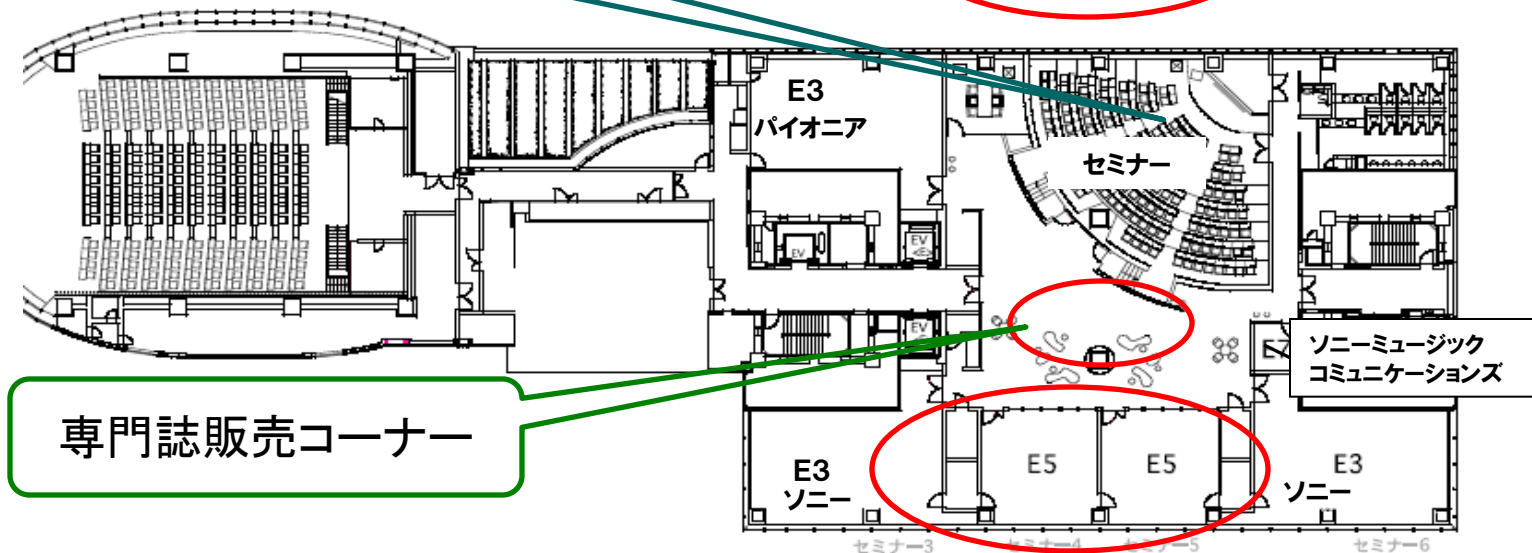 E3
パイオニア
セミナー
EV
EV
EV
E7
ソニーミュージック
コミュニケーションズ
専門誌販売コーナー
E3
ソニー
E5
E5
E3
ソニー
セミナー3
セミナー4
セミナー5
セミナー6